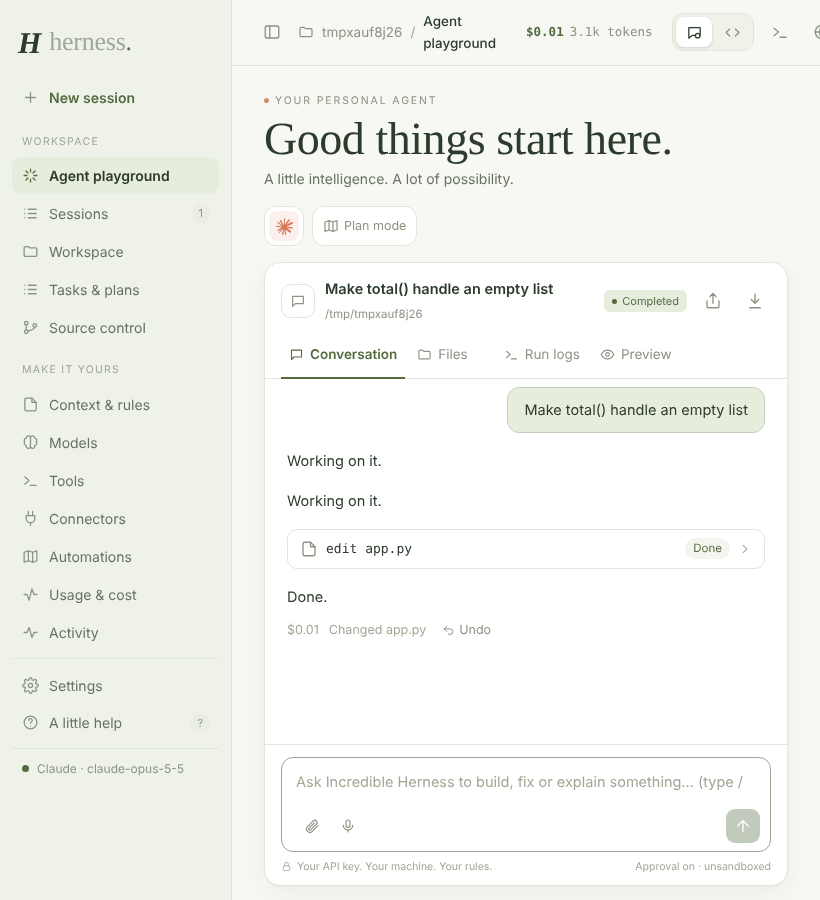 H herness.
New session
WORKSPACE
Agent playground
Sessions 1
Workspace
Tasks & plans
Source control
MAKE IT YOURS
Context & rules
Models
Tools
Connectors
Automations
Usage & cost
Activity
Settings
A little help ?
Claude · claude-opus-5-5
tmpxauf8j26 / Agent playground
$0.01 3.1k tokens
YOUR PERSONAL AGENT
Good things start here.
A little intelligence. A lot of possibility.
Plan mode
Make total() handle an empty list
/tmp/tmpxauf8j26
Completed
Conversation Files Run logs Preview
Make total() handle an empty list
Working on it.
Working on it.
edit app.py Done
Done.
$0.01 Changed app.py Undo
Ask Incredible Herness to build, fix or explain something... (type /
Your API key. Your machine. Your rules.
Approval on · unsandboxed